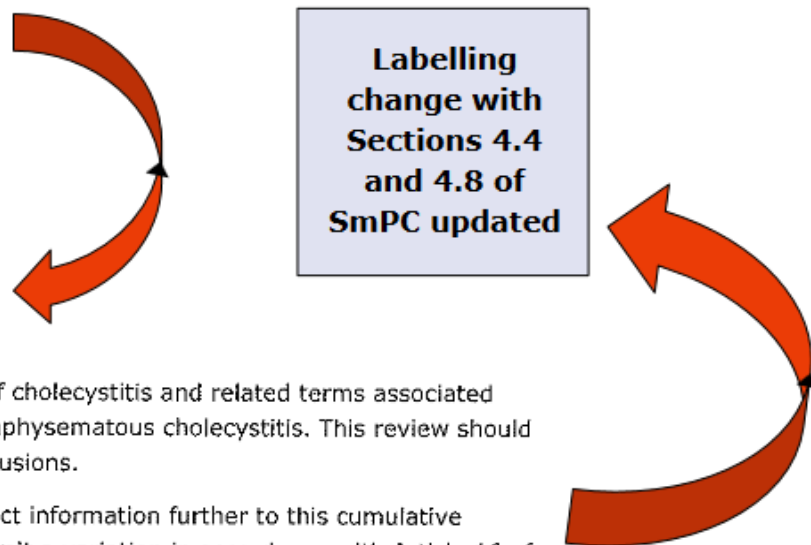 Labelling
change with
Sections 4.4
and 4.8 of
SmPC updated
f cholecystitis and related terms associated
physematous cholecystitis. This review should
usions.
ct information further to this cumulative